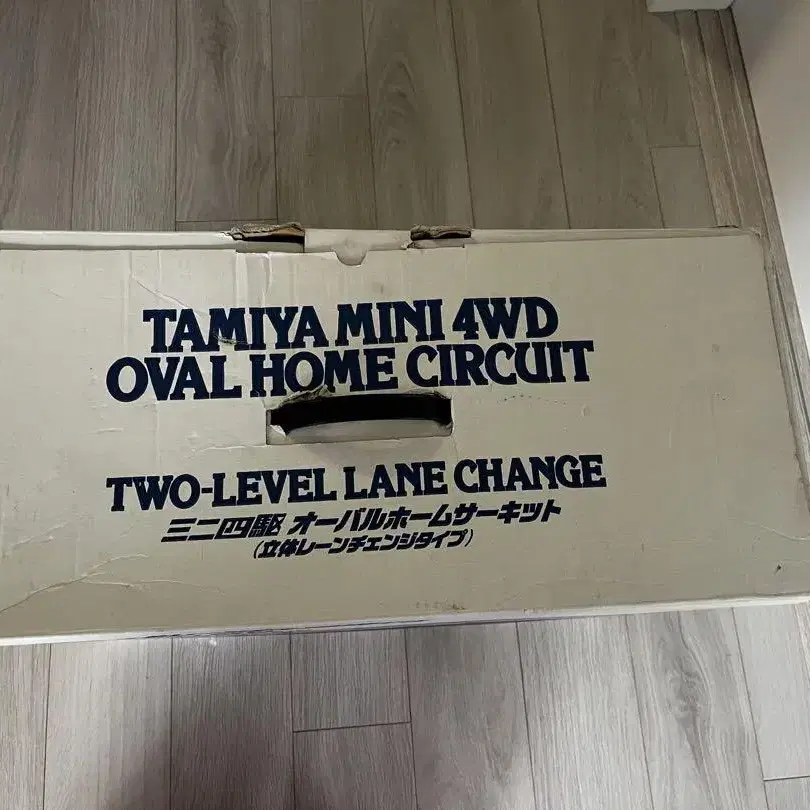 TAMIYA MINI 4WD
OVAL HOME CIRCUIT
TWO-LEVEL LANE CHANGE
ミニ四駆 オーバルホームサーキット
(立体レーンチェンジタイプ)